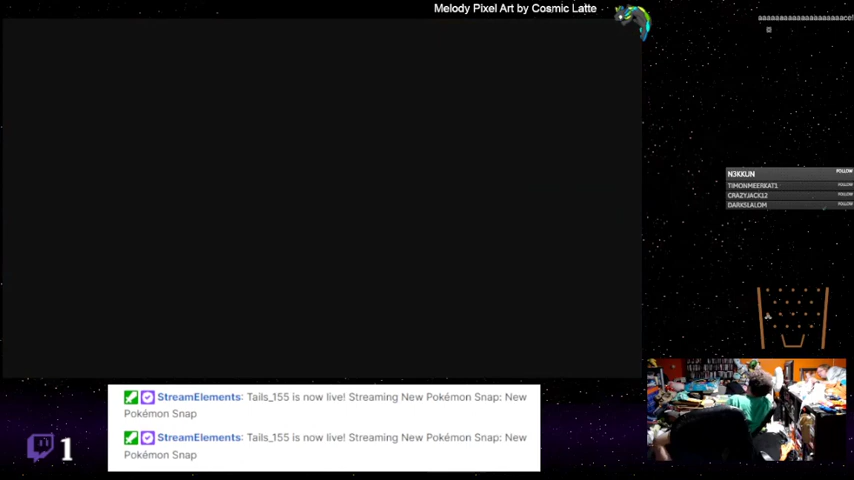 Melody Pixel Art by Cosmic Latte
aaaaaaaaaaaaaaaaaaaace!
N3KKIJN FOLLOW
TIMONMEERKAT1 FOLLOW
CRAZYJACK12 FOLLOW
DARKSLALOM FOLLOW
StreamElements: Tails_155 is now live! Streaming New Pokémon Snap: New
Pokémon Snap
StreamElements: Tails_155 is now live! Streaming New Pokémon Snap: New
Pokémon Snap
1